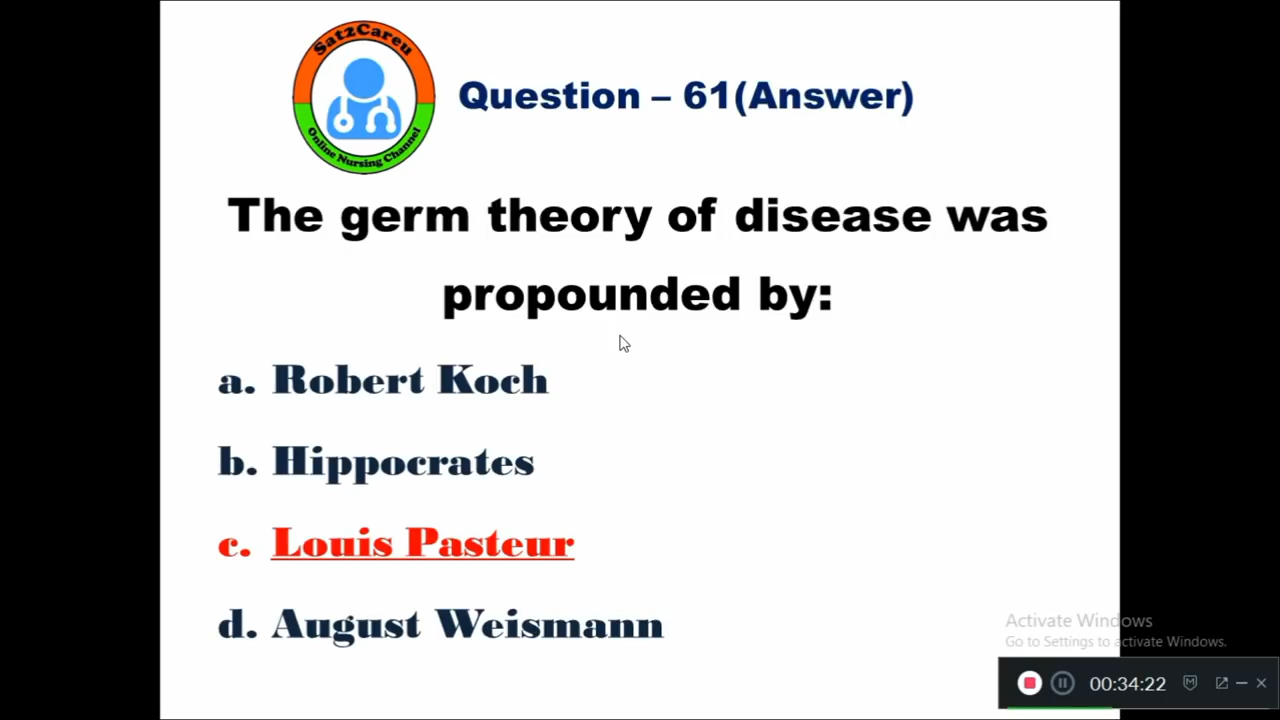 Sat2Careu
Online Nursing Channel
Question – 61(Answer)
The germ theory of disease was
propounded by:
a. Robert Koch
b. Hippocrates
c. Louis Pasteur
d. August Weismann
Activate Windows
Go to Settings to activate Windows.
00:34:22